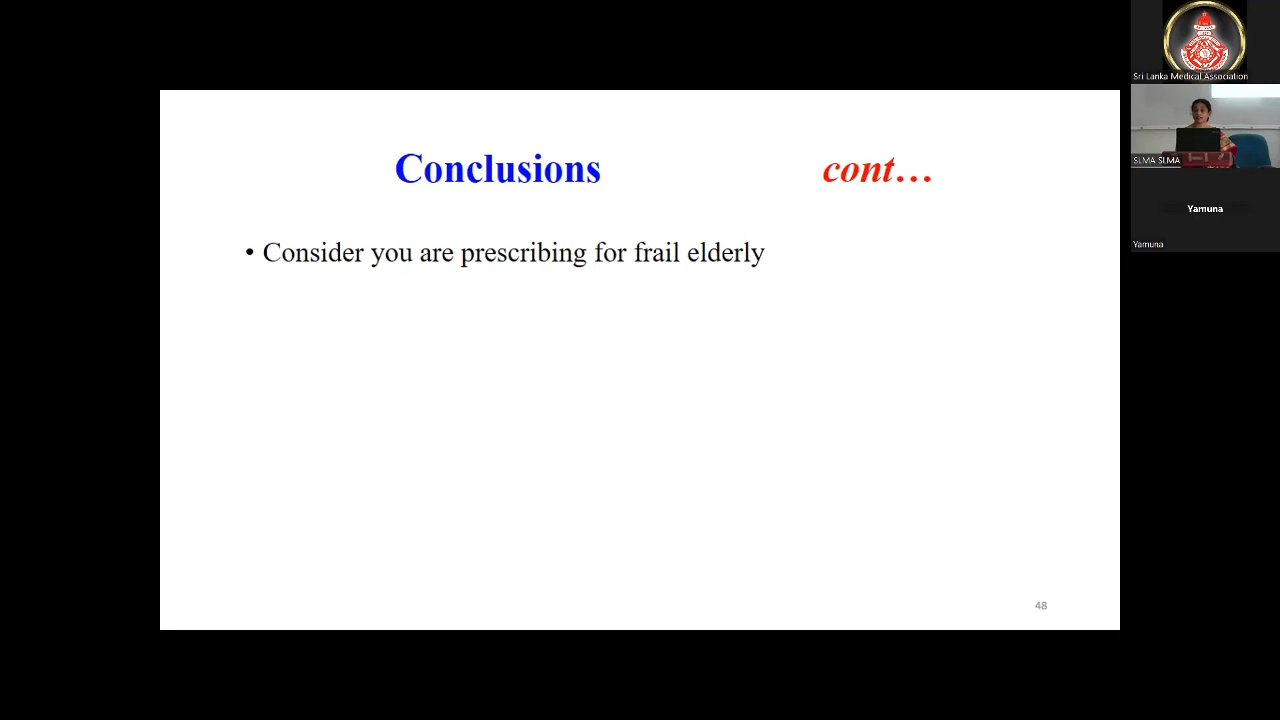 Conclusions cont…
• Consider you are prescribing for frail elderly
48
Sri Lanka Medical Association
SLMA SLMA
Yamuna
Yamuna